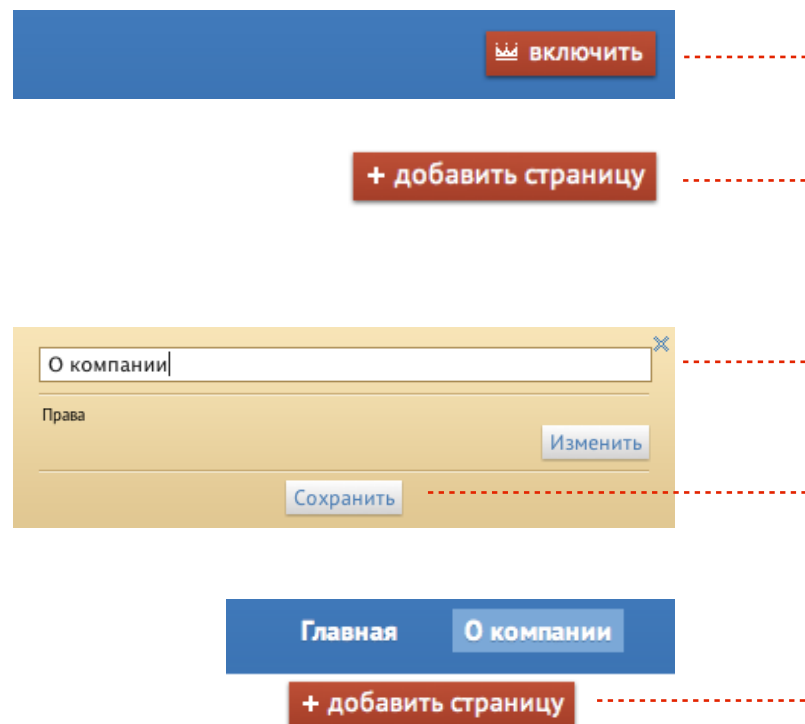 включить
+ добавить страницу
О компании
Права
Изменить
Сохранить
Главная О компании
+ добавить страницу